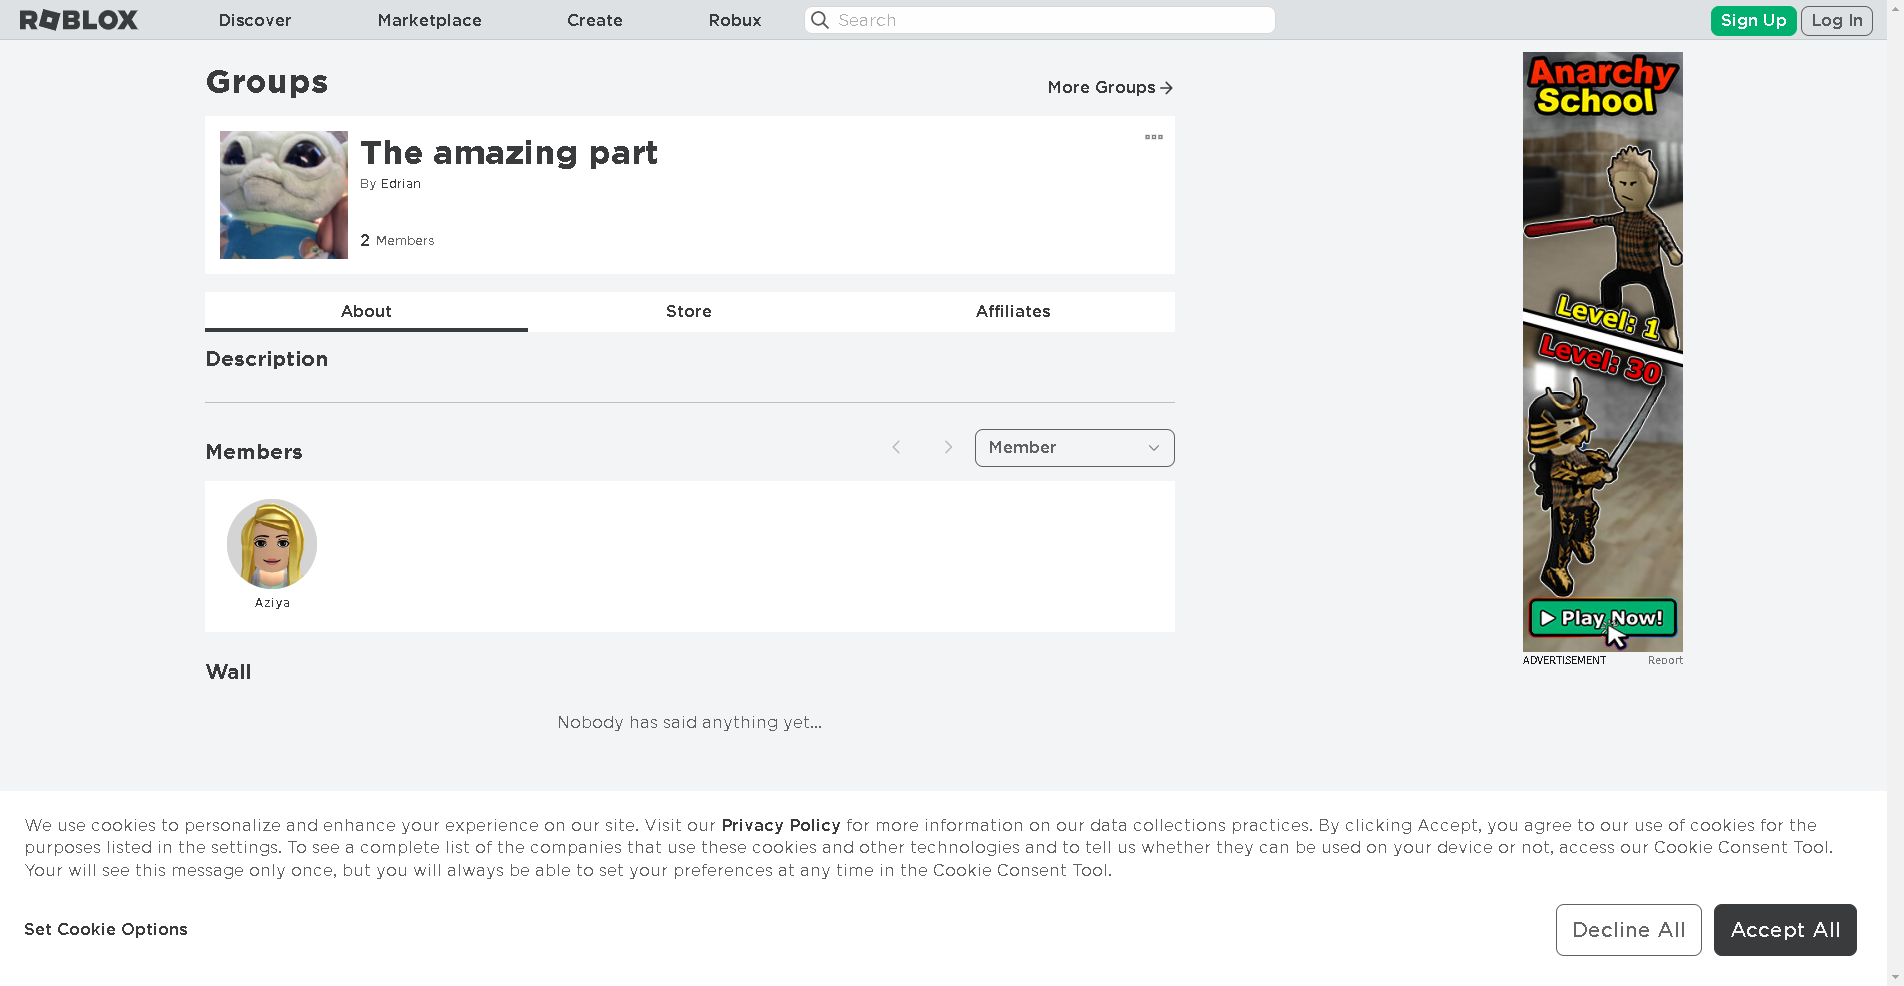 ROBLOX
Discover
Marketplace
Create
Robux
Search
Sign Up
Log In
Groups
More Groups
The amazing part
By Edrian
2 Members
About
Store
Affiliates
Description
Members
Member
Aziya
Wall
Nobody has said anything yet...
Anarchy
School
Level: 1
Level: 30
Play Now!
ADVERTISEMENT
Report
We use cookies to personalize and enhance your experience on our site. Visit our Privacy Policy for more information on our data collections practices. By clicking Accept, you agree to our use of cookies for the
purposes listed in the settings. To see a complete list of the companies that use these cookies and other technologies and to tell us whether they can be used on your device or not, access our Cookie Consent Tool.
Your will see this message only once, but you will always be able to set your preferences at any time in the Cookie Consent Tool.
Set Cookie Options
Decline All
Accept All